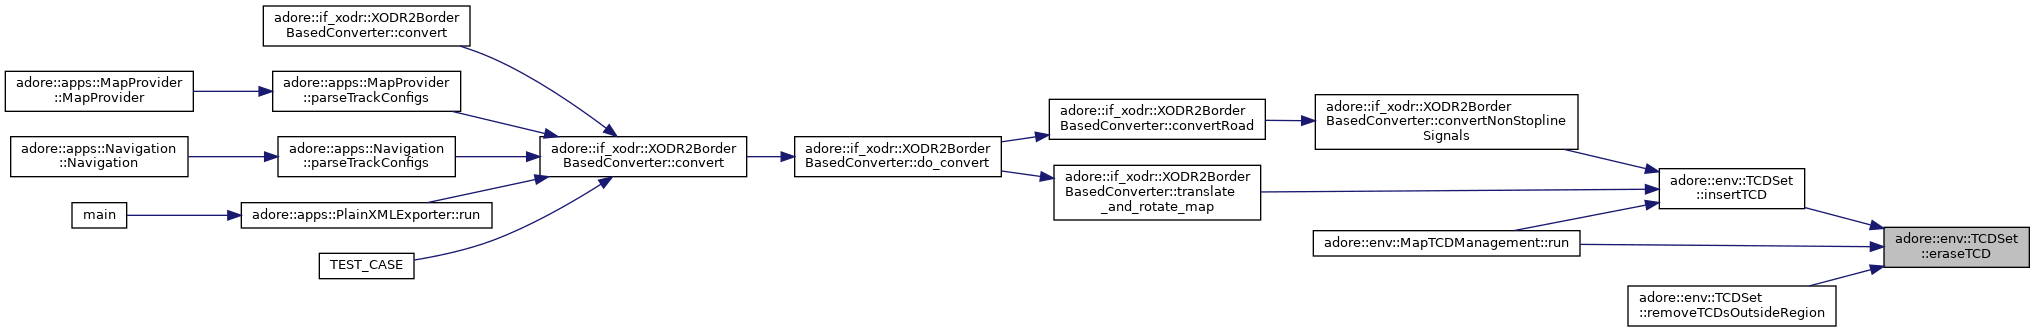 adore::if_xodr::XODR2Border
BasedConverter::convert
adore::apps::MapProvider
::MapProvider
adore::apps::MapProvider
::parseTrackConfigs
adore::apps::Navigation
::Navigation
adore::apps::Navigation
::parseTrackConfigs
main
adore::apps::PlainXMLExporter::run
TEST_CASE
adore::if_xodr::XODR2Border
BasedConverter::convert
adore::if_xodr::XODR2Border
BasedConverter::do_convert
adore::if_xodr::XODR2Border
BasedConverter::convertRoad
adore::if_xodr::XODR2Border
BasedConverter::translate
_and_rotate_map
adore::if_xodr::XODR2Border
BasedConverter::convertNonStopline
Signals
adore::env::MapTCDManagement::run
adore::env::TCDSet
::insertTCD
adore::env::TCDSet
::removeTCDsOutsideRegion
adore::env::TCDSet
::eraseTCD